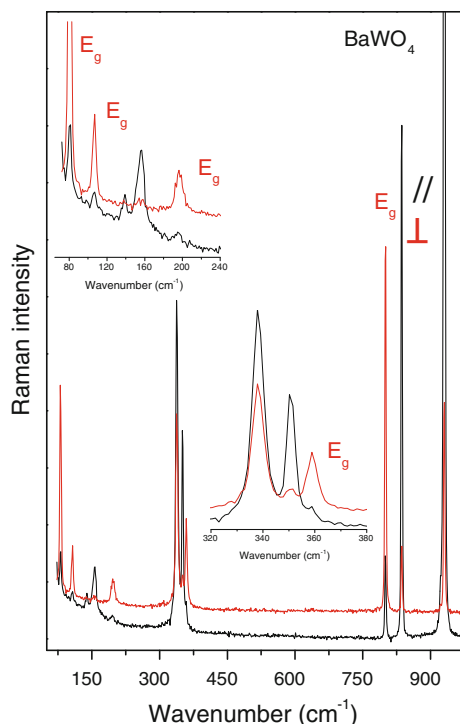 BaWO4
Eg
Eg
Eg
80 120 160 200 240
Wavenumber (cm-1)
Eg
//
⊥
Raman intensity
Eg
320 340 360 380
Wavenumber (cm-1)
150 300 450 600 750 900
Wavenumber (cm-1)